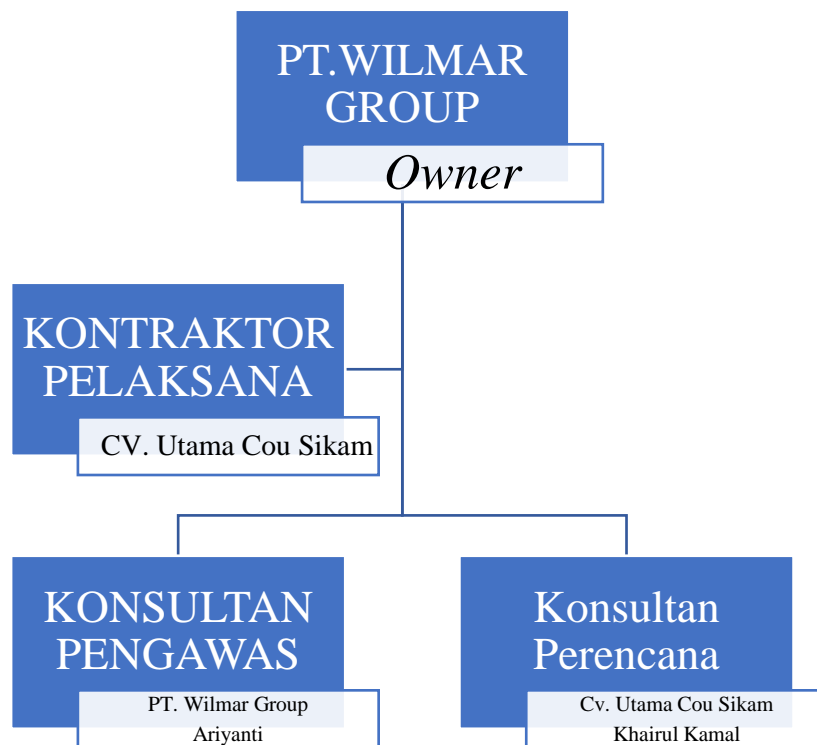 PT.WILMAR
GROUP
Owner
KONTRAKTOR
PELAKSANA
CV. Utama Cou Sikam
KONSULTAN
PENGAWAS
PT. Wilmar Group
Ariyanti
Konsultan
Perencana
Cv. Utama Cou Sikam
Khairul Kamal